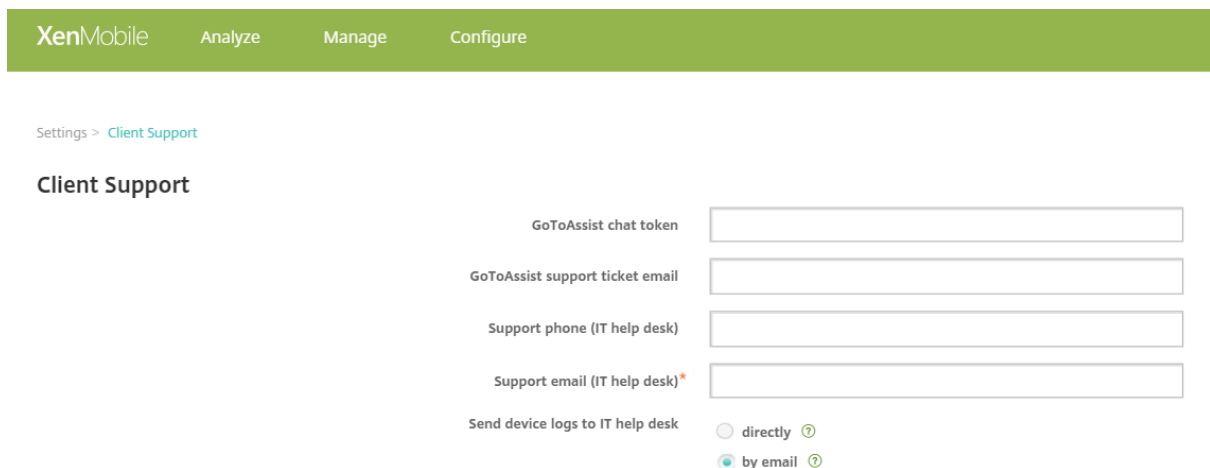 XenMobile Analyze Manage Configure
Settings > Client Support
Client Support
GoToAssist chat token
GoToAssist support ticket email
Support phone (IT help desk)
Support email (IT help desk)*
Send device logs to IT help desk
directly ?
by email ?